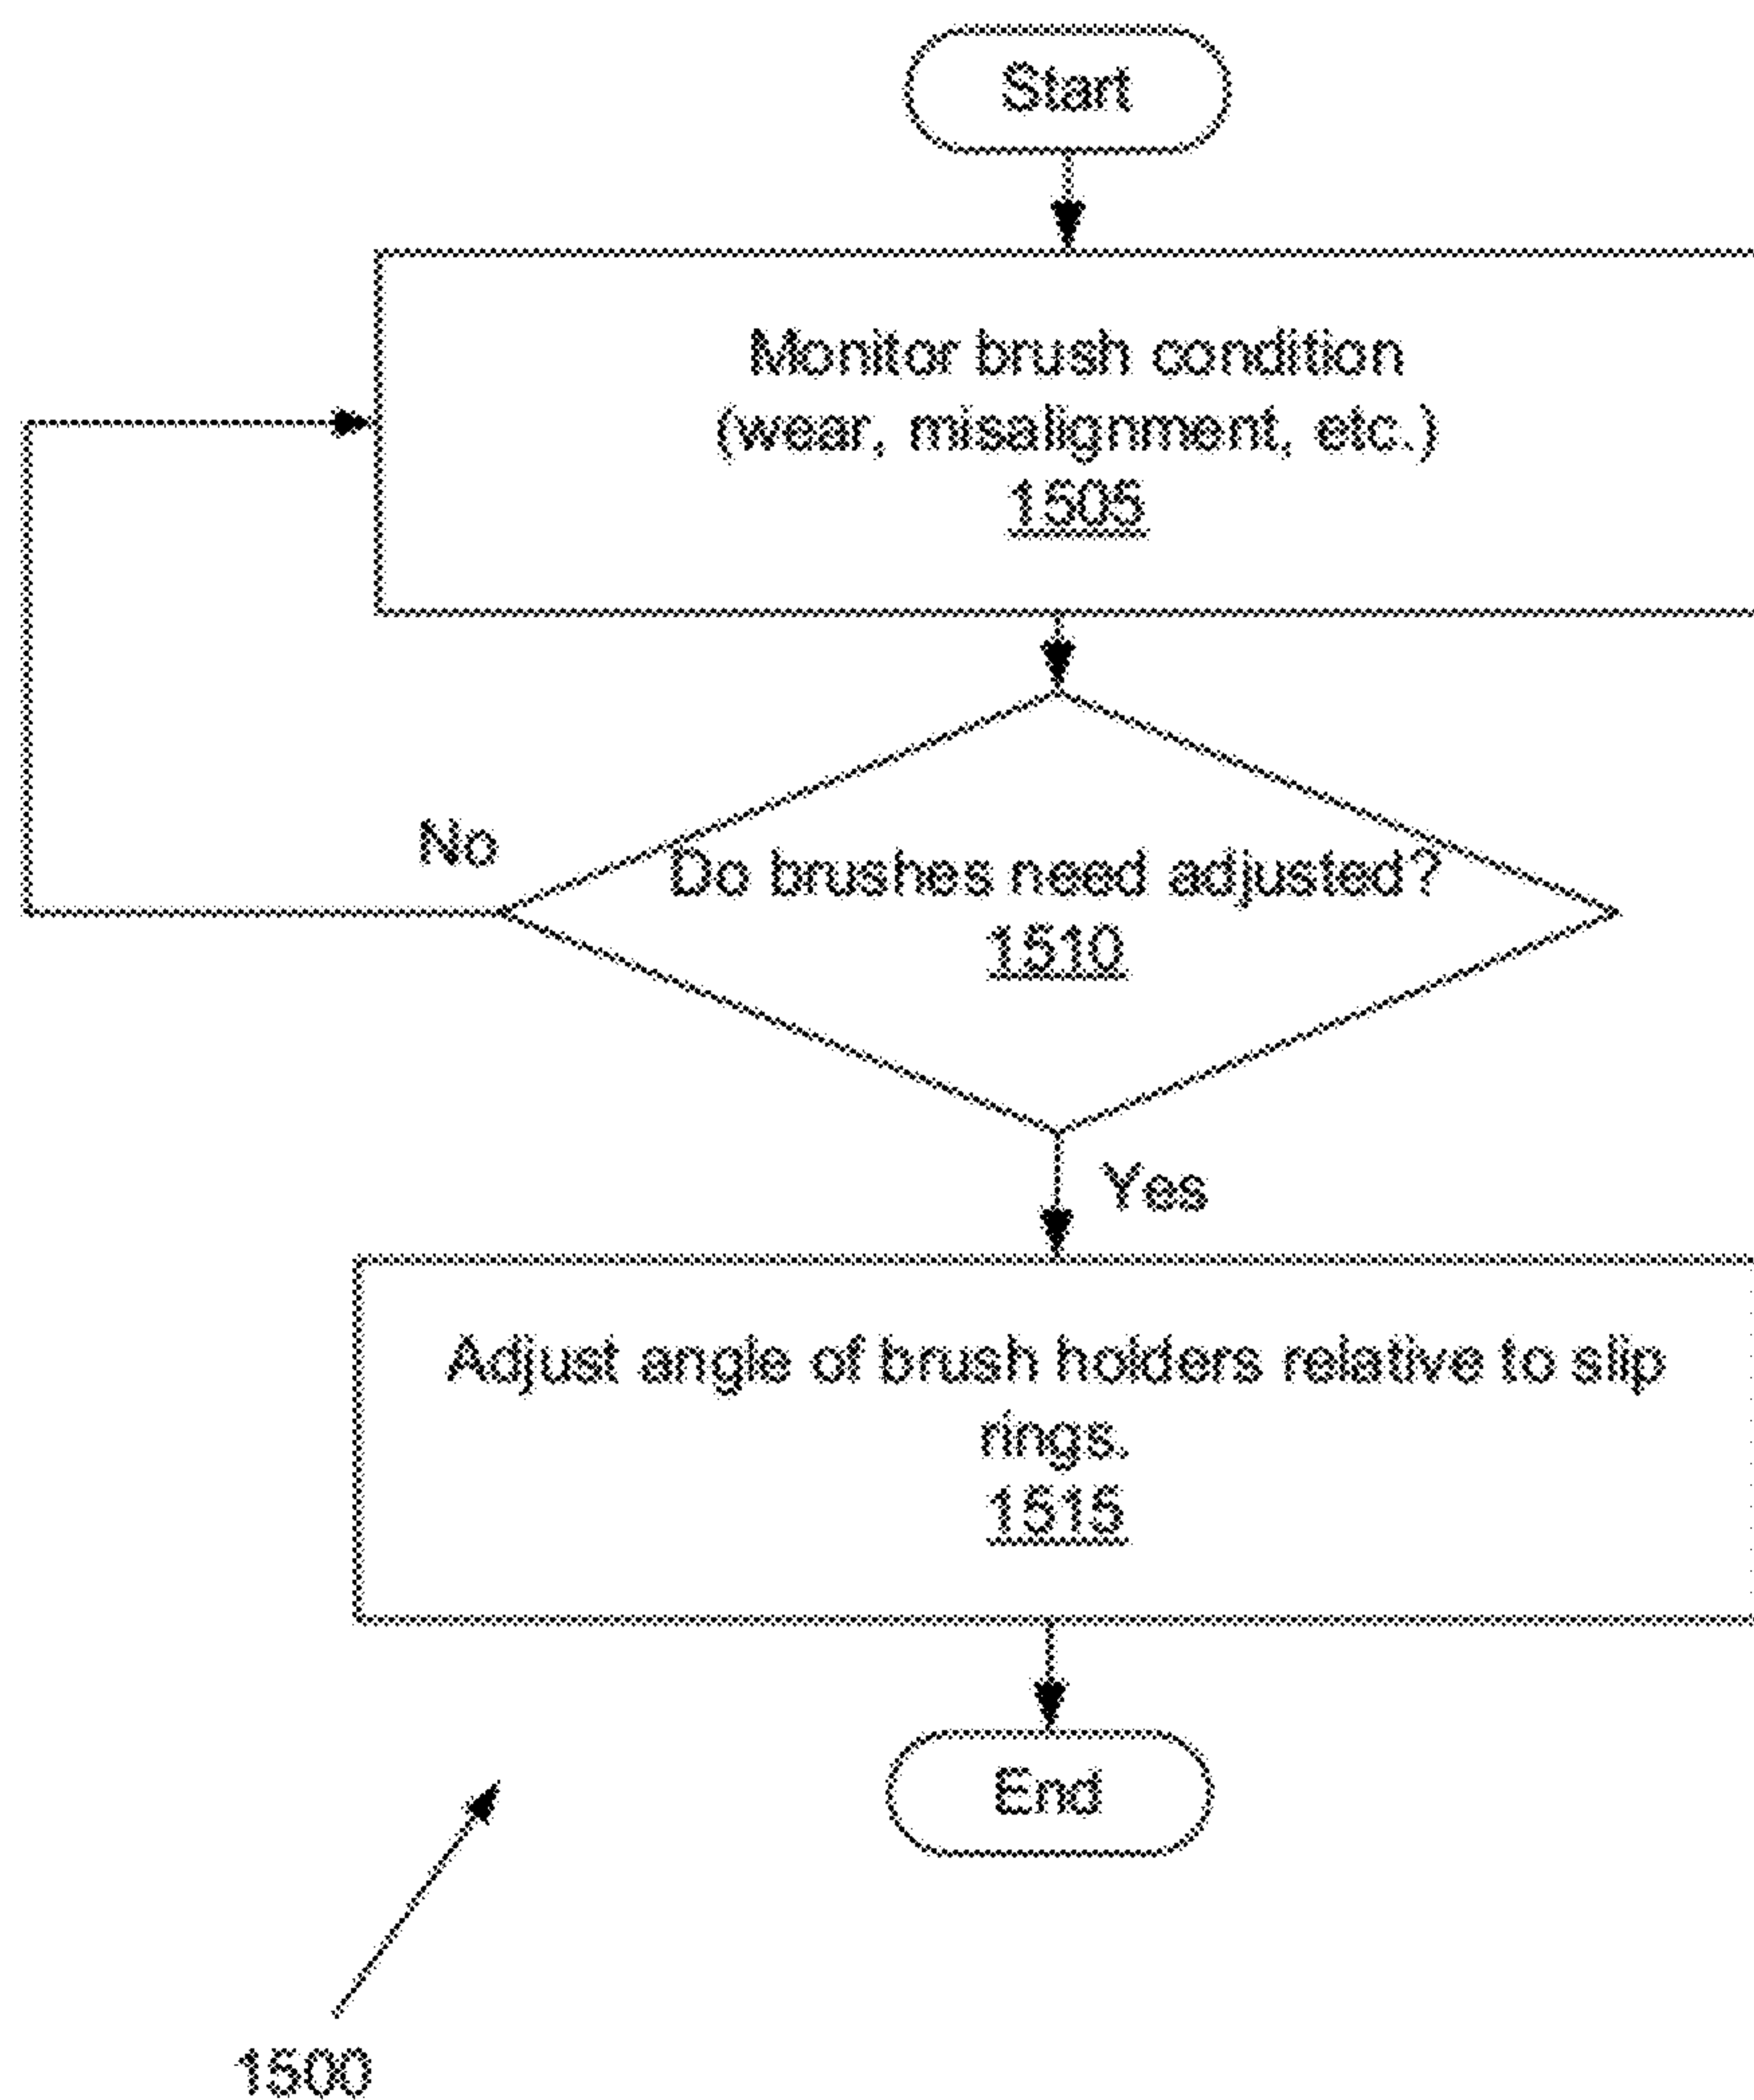 Start
Monitor brush condition
(wear, misalignment, etc.)
1505
No
Do brushes need adjusted?
1510
Yes
Adjust angle of brush holders relative to slip
rings.
1515
End
1500